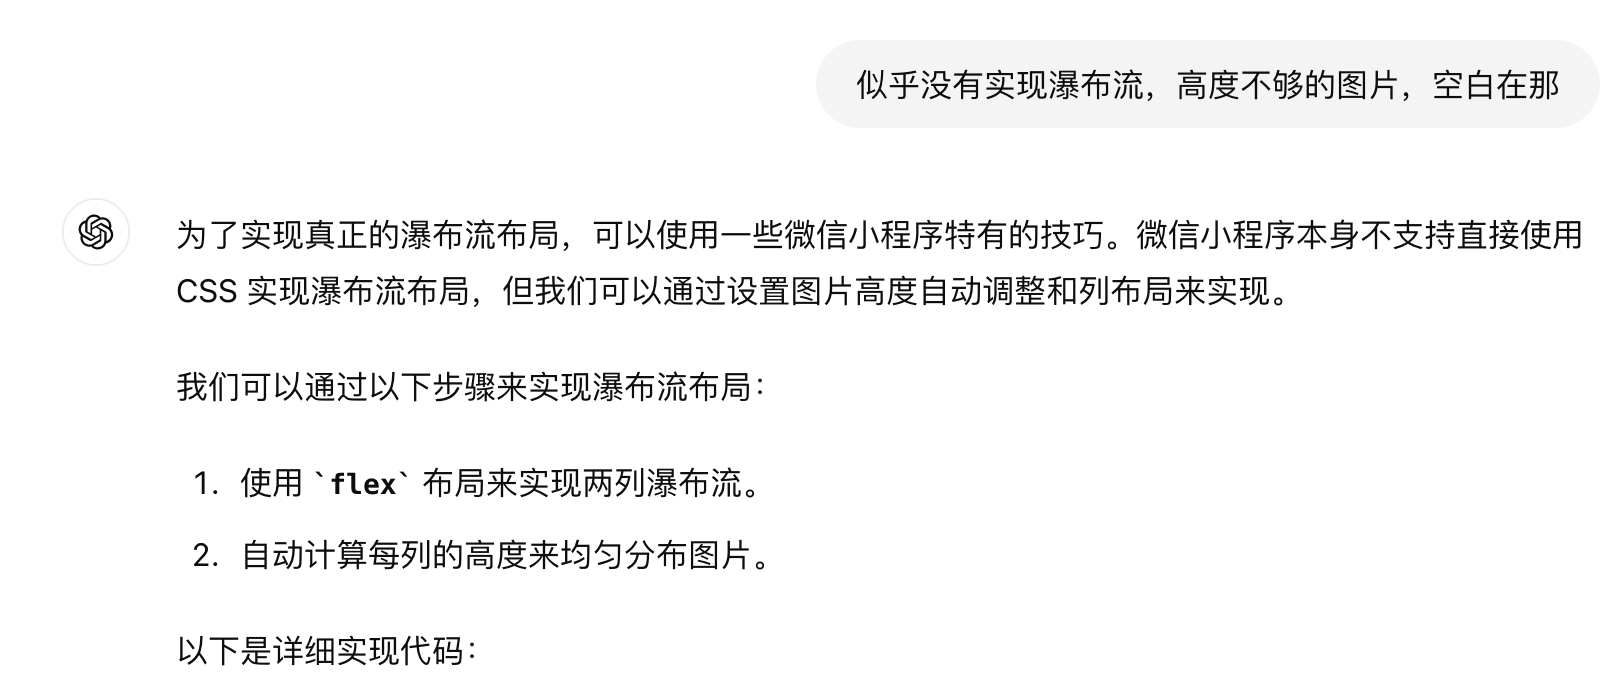 似乎没有实现瀑布流，高度不够的图片，空白在那
为了实现真正的瀑布流布局，可以使用一些微信小程序特有的技巧。微信小程序本身不支持直接使用
CSS 实现瀑布流布局，但我们可以通过设置图片高度自动调整和列布局来实现。
我们可以通过以下步骤来实现瀑布流布局：
1. 使用 `flex` 布局来实现两列瀑布流。
2. 自动计算每列的高度来均匀分布图片。
以下是详细实现代码：